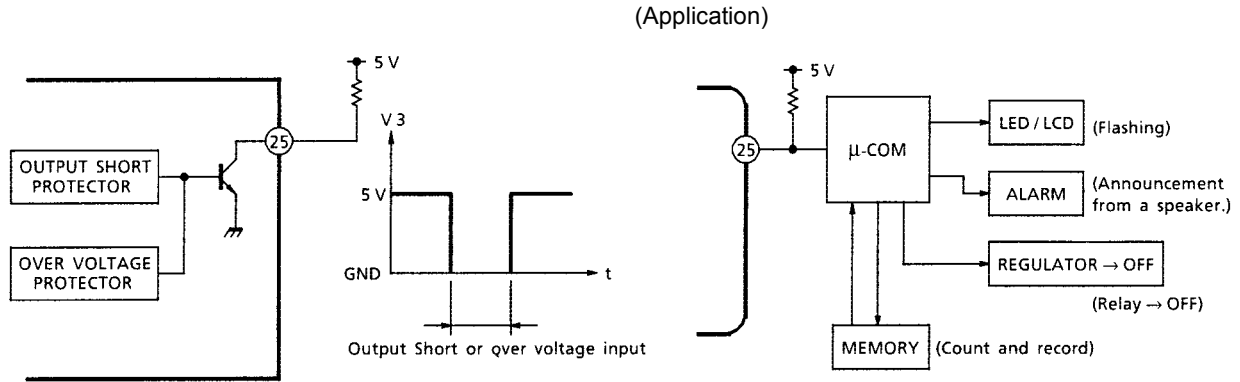 (Application)
5 V
25
OUTPUT SHORT
PROTECTOR
OVER VOLTAGE
PROTECTOR
V 3
5 V
GND
t
Output Short or over voltage input
5 V
25
μ-COM
LED / LCD
(Flashing)
ALARM
(Announcement
from a speaker.)
REGULATOR → OFF
(Relay → OFF)
MEMORY
(Count and record)